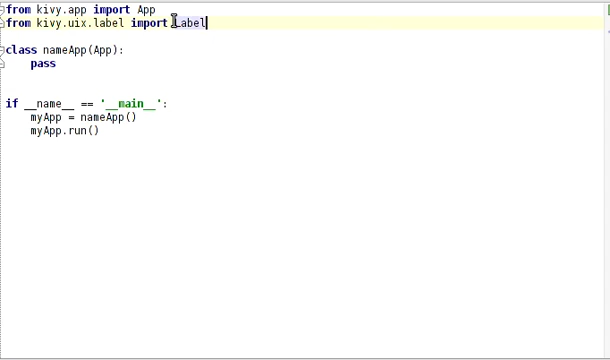 from kivy.app import App
from kivy.uix.label import Label
class nameApp(App):
pass
if __name__ == '__main__':
myApp = nameApp()
myApp.run()